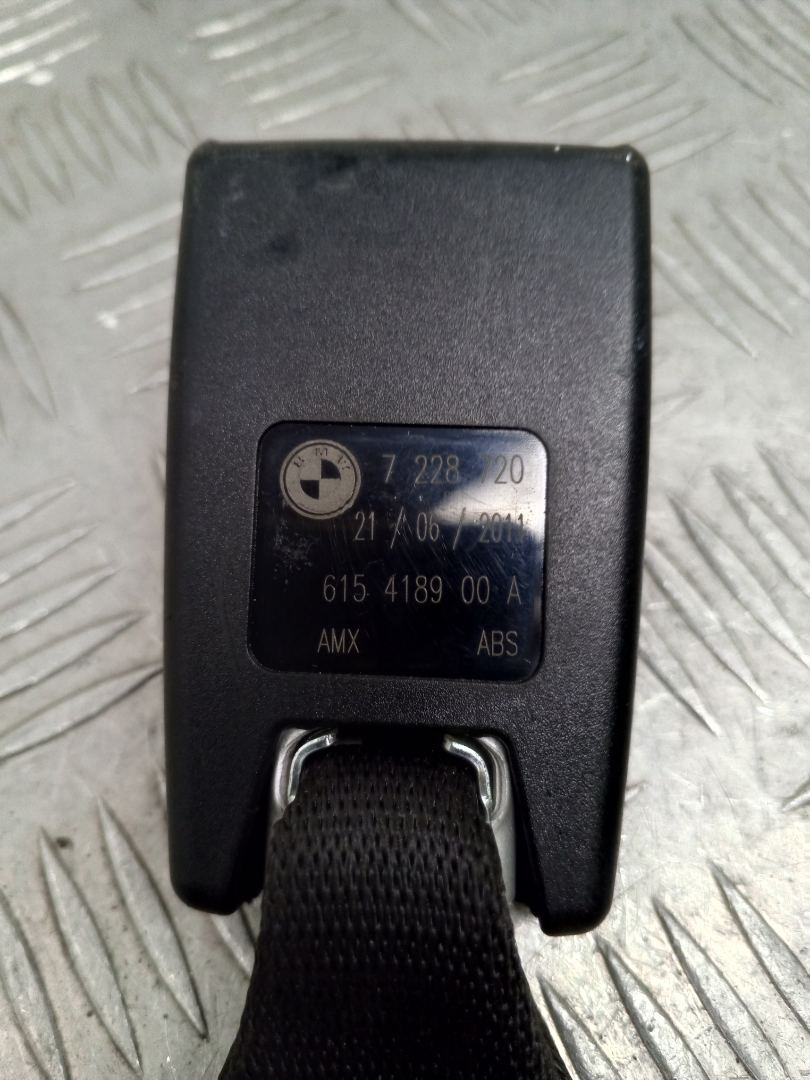 BMW 7 228 720
21 / 06 / 2011
615 4189 00 A
AMX ABS